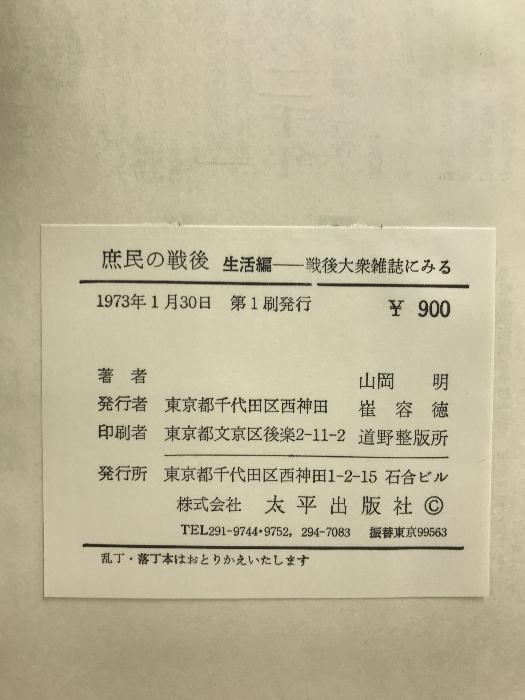 庶民の戦後 生活編――戦後大衆雑誌にみる
1973年1月30日 第1刷発行 ¥ 900
著者 山岡 明
発行者 東京都千代田区西神田 崔容徳
印刷者 東京都文京区後楽2-11-2 道野整版所
発行所 東京都千代田区西神田1-2-15 石合ビル
株式会社 太平出版社 ©
TEL291-9744・9752, 294-7083 振替東京99563
乱丁・落丁本はおとりかえいたします